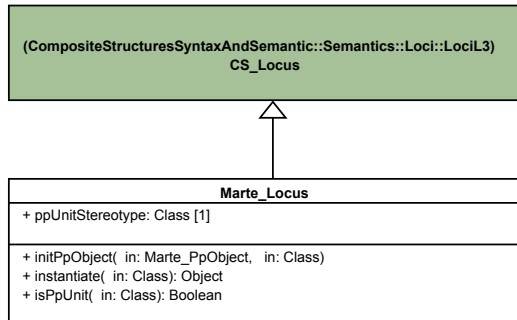 (CompositeStructuresSyntaxAndSemantic::Semantics::Loci::LociL3)
CS_Locus
Marte_Locus
+ ppUnitStereotype: Class [1]
+ initPpObject( in: Marte_PpObject, in: Class)
+ instantiate( in: Class): Object
+ isPpUnit( in: Class): Boolean